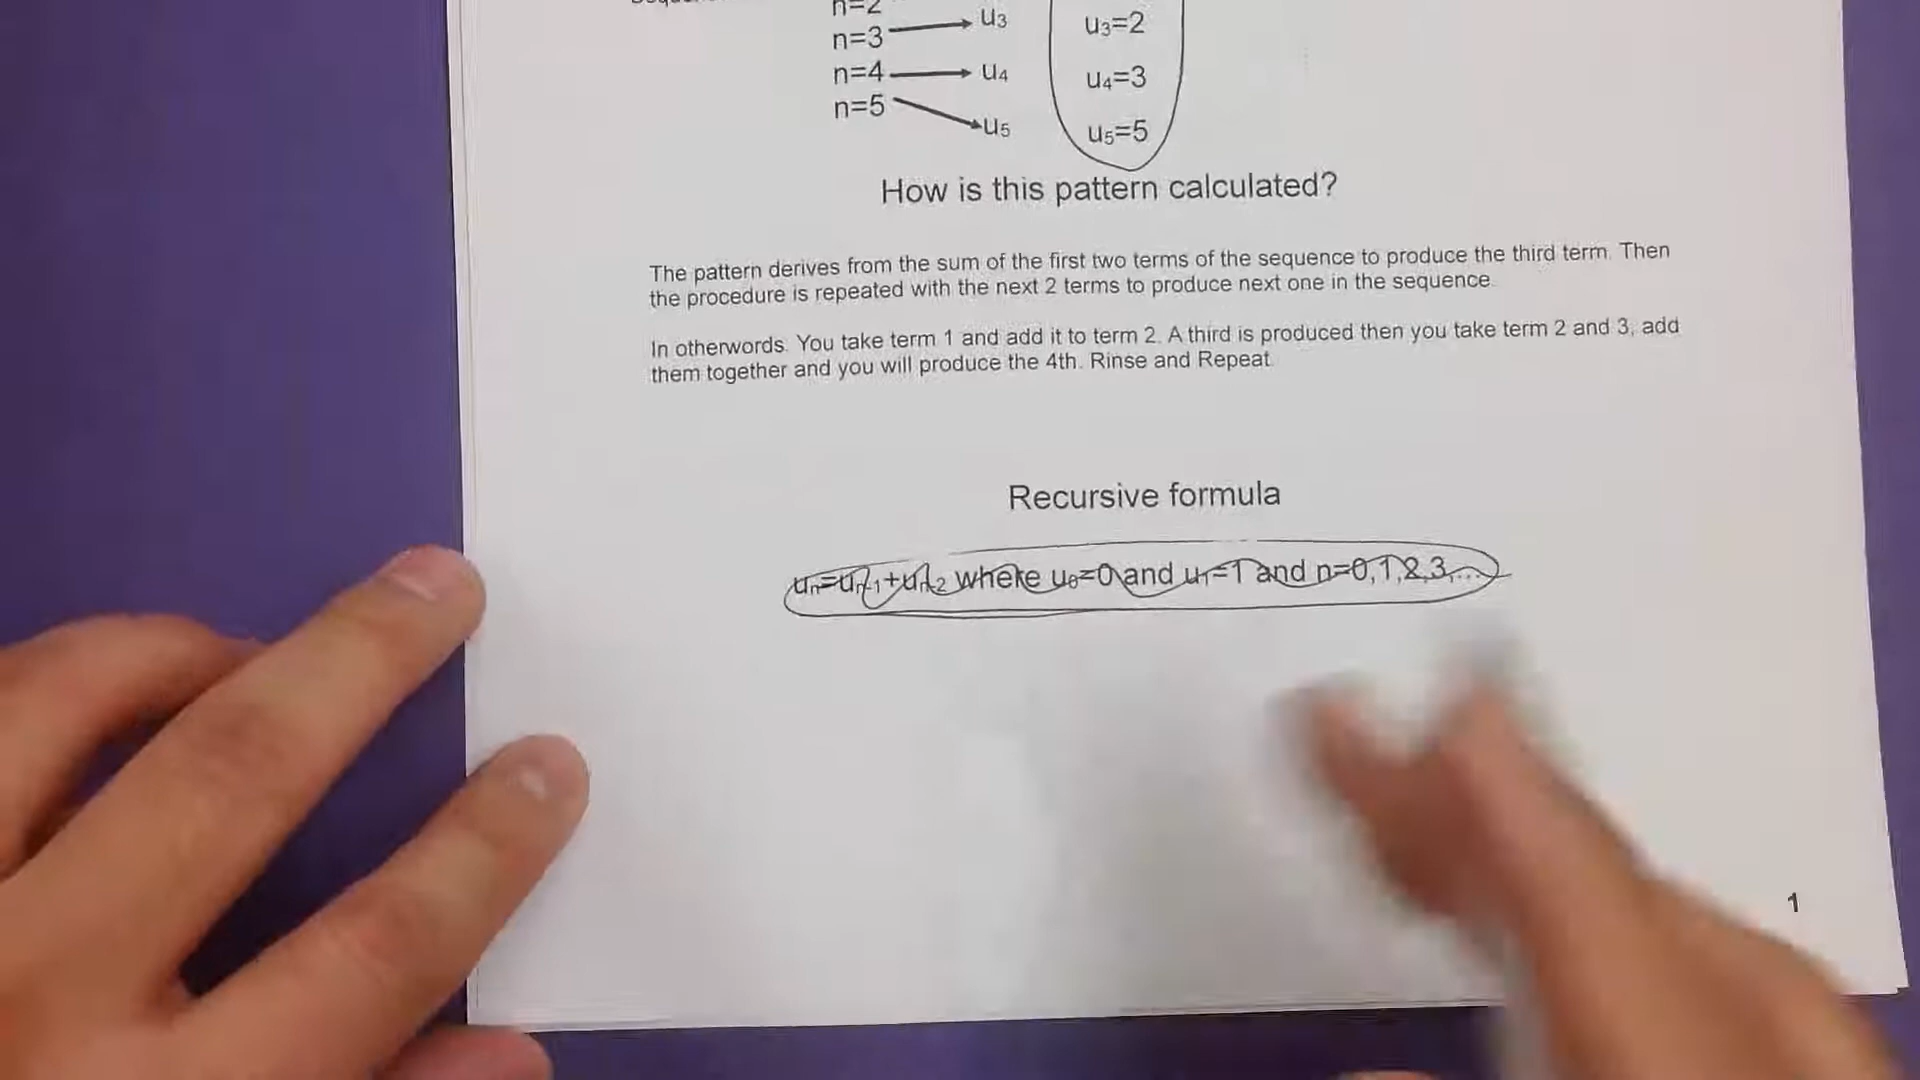 n=2
n=3 u₃ u₃=2
n=4 u₄ u₄=3
n=5 u₅ u₅=5
How is this pattern calculated?
The pattern derives from the sum of the first two terms of the sequence to produce the third term. Then
the procedure is repeated with the next 2 terms to produce next one in the sequence.
In otherwords. You take term 1 and add it to term 2. A third is produced then you take term 2 and 3, add
them together and you will produce the 4th. Rinse and Repeat.
Recursive formula
uₙ=uₙ₋₁+uₙ₋₂ where u₀=0 and u₁=1 and n=0,1,2,3,...
1